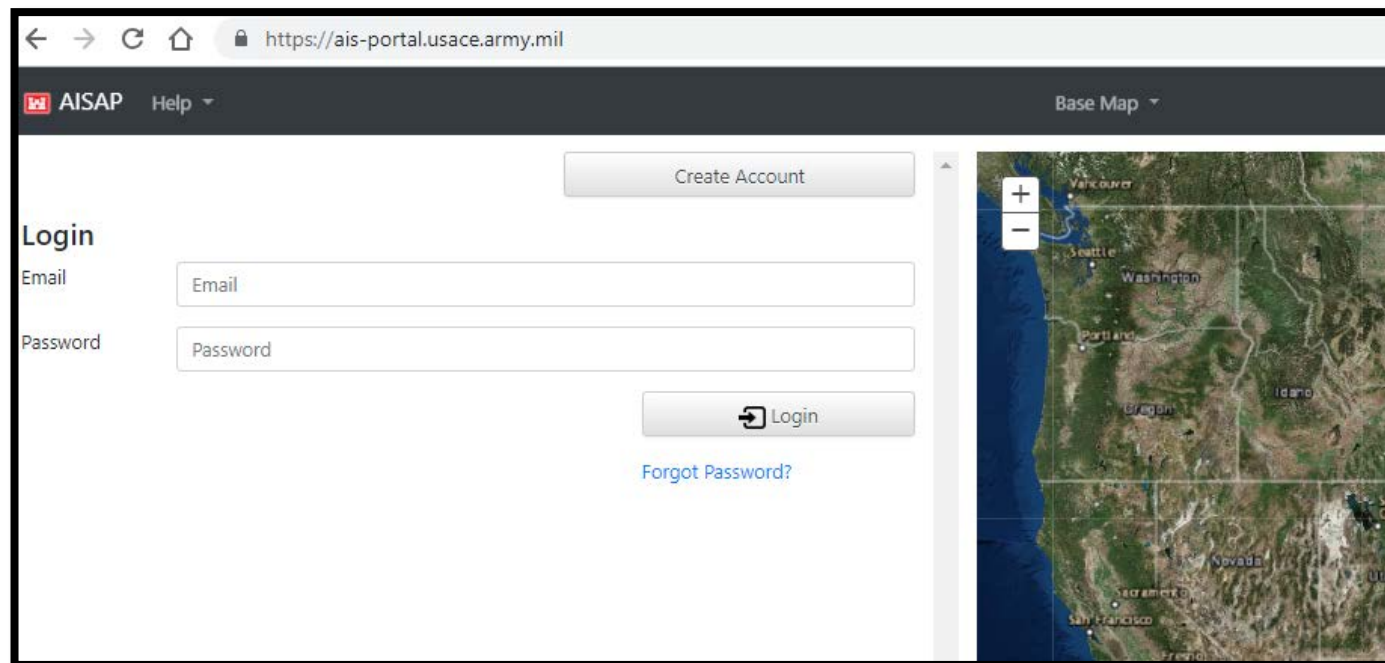 https://ais-portal.usace.army.mil
AISAP Help Base Map
Create Account
Login
Email Email
Password Password
Login
Forgot Password?
+
−
Vancouver
Seattle
Washington
Portland
Idaho
Oregon
Nevada
Sacramento
San Francisco
Fresno